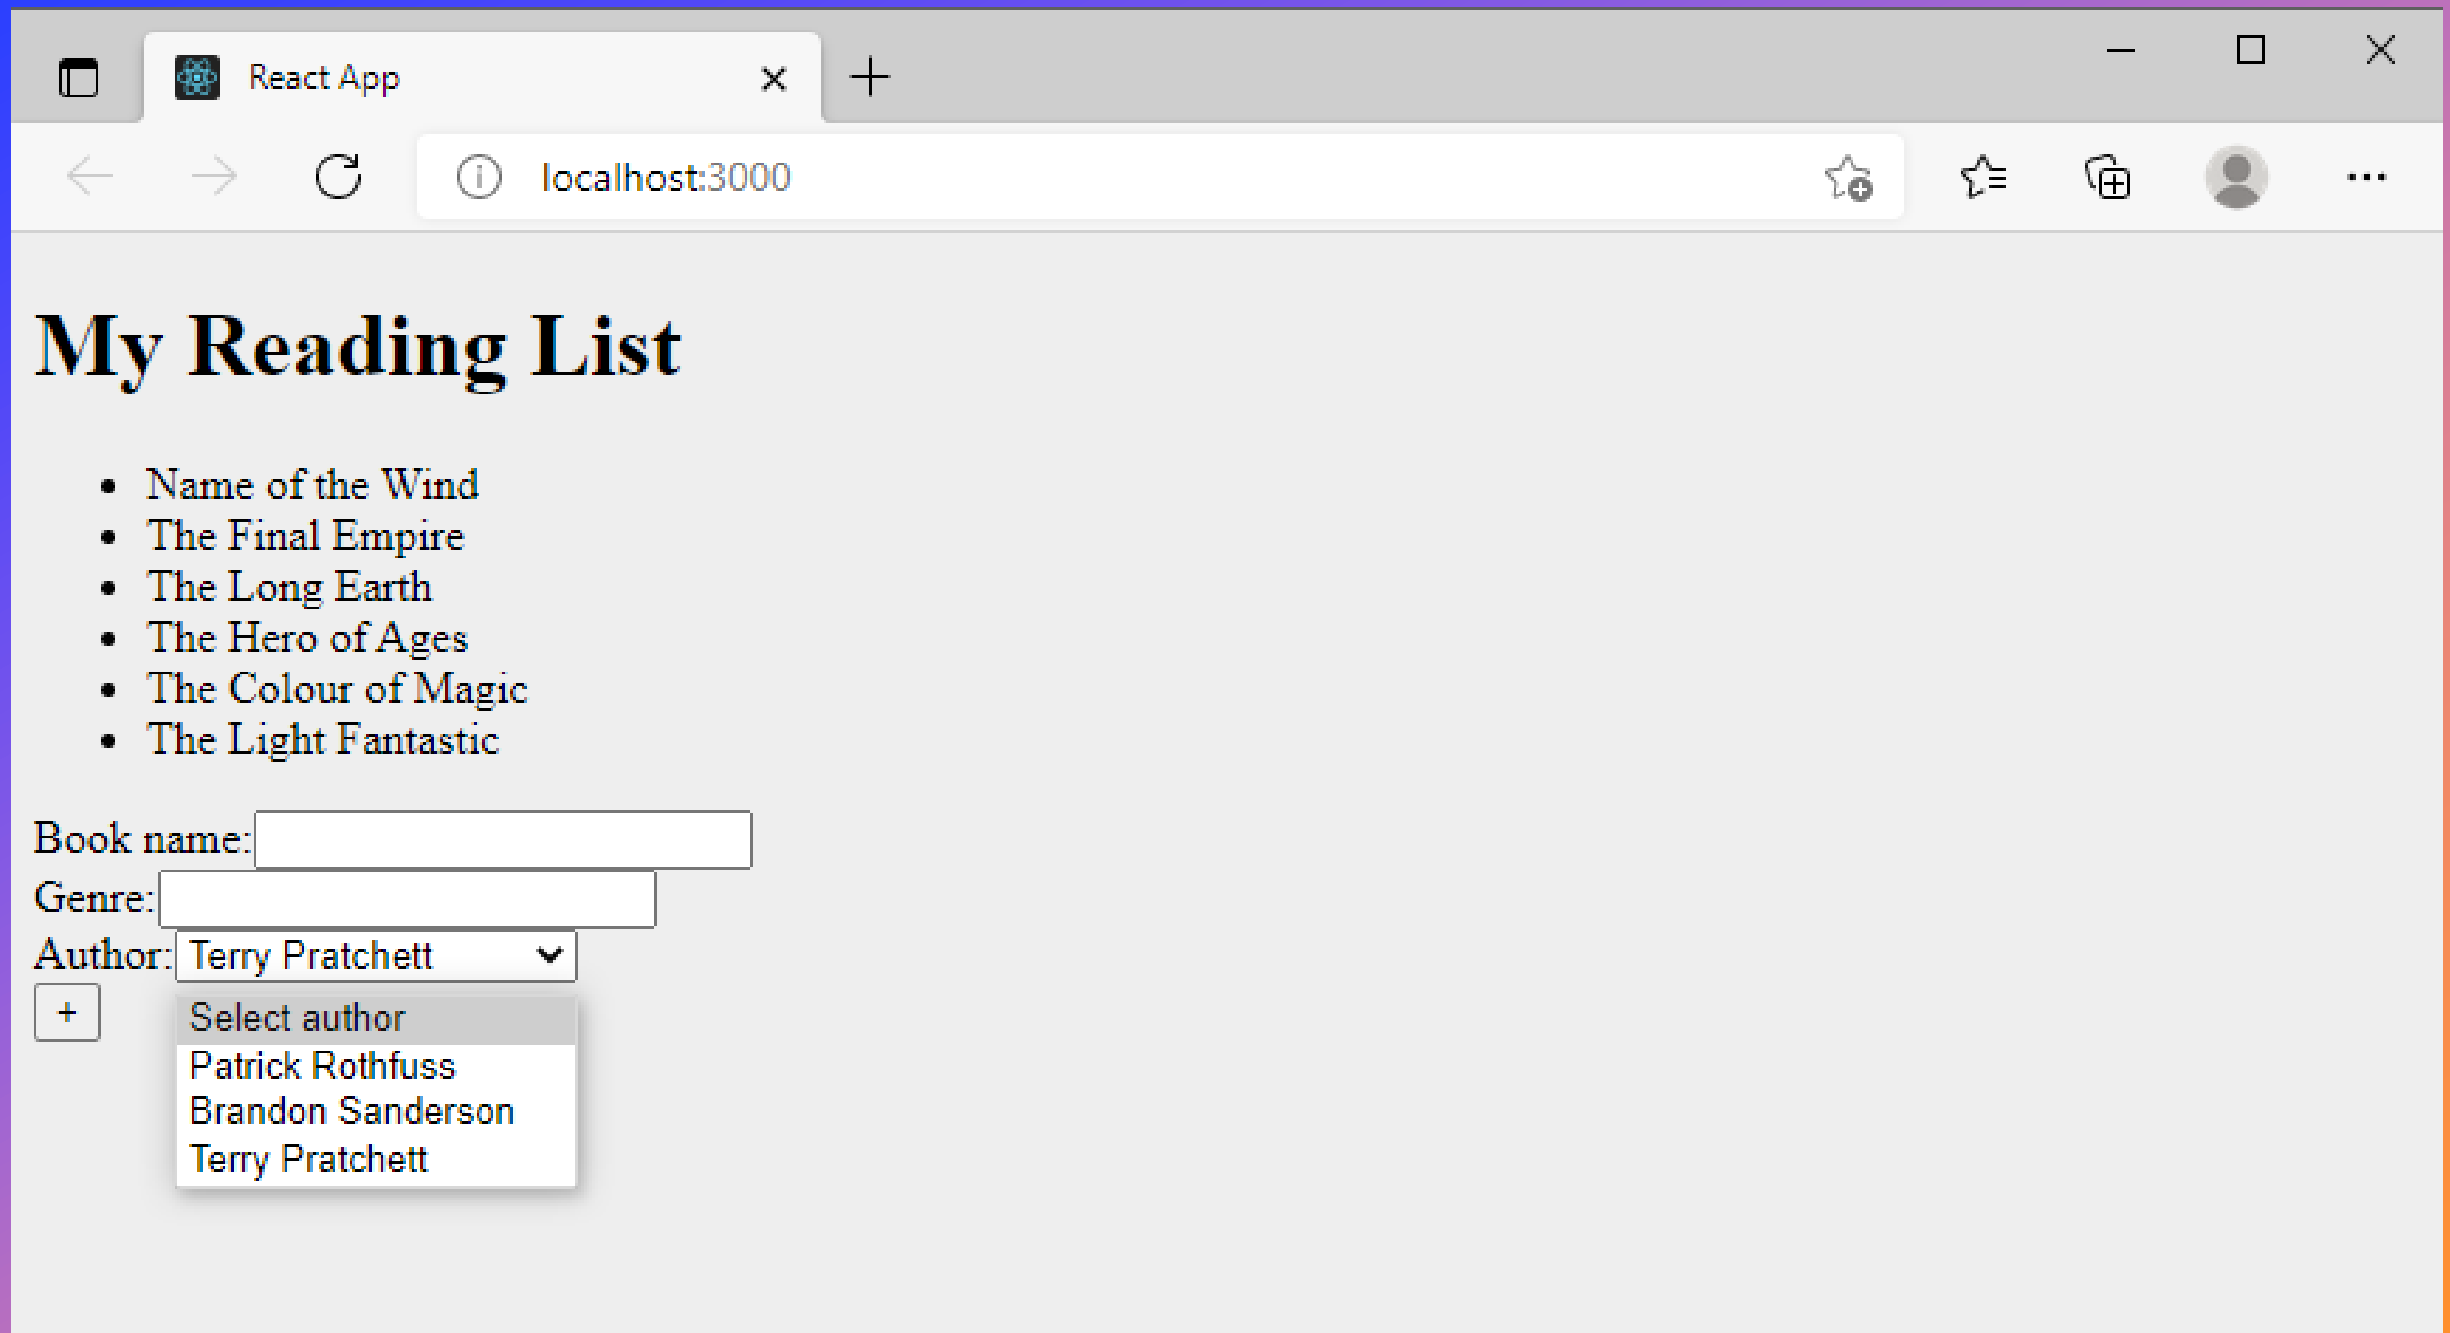 React App
localhost:3000
My Reading List
Name of the Wind
The Final Empire
The Long Earth
The Hero of Ages
The Colour of Magic
The Light Fantastic
Book name:
Genre:
Author: Terry Pratchett
+
Select author
Patrick Rothfuss
Brandon Sanderson
Terry Pratchett